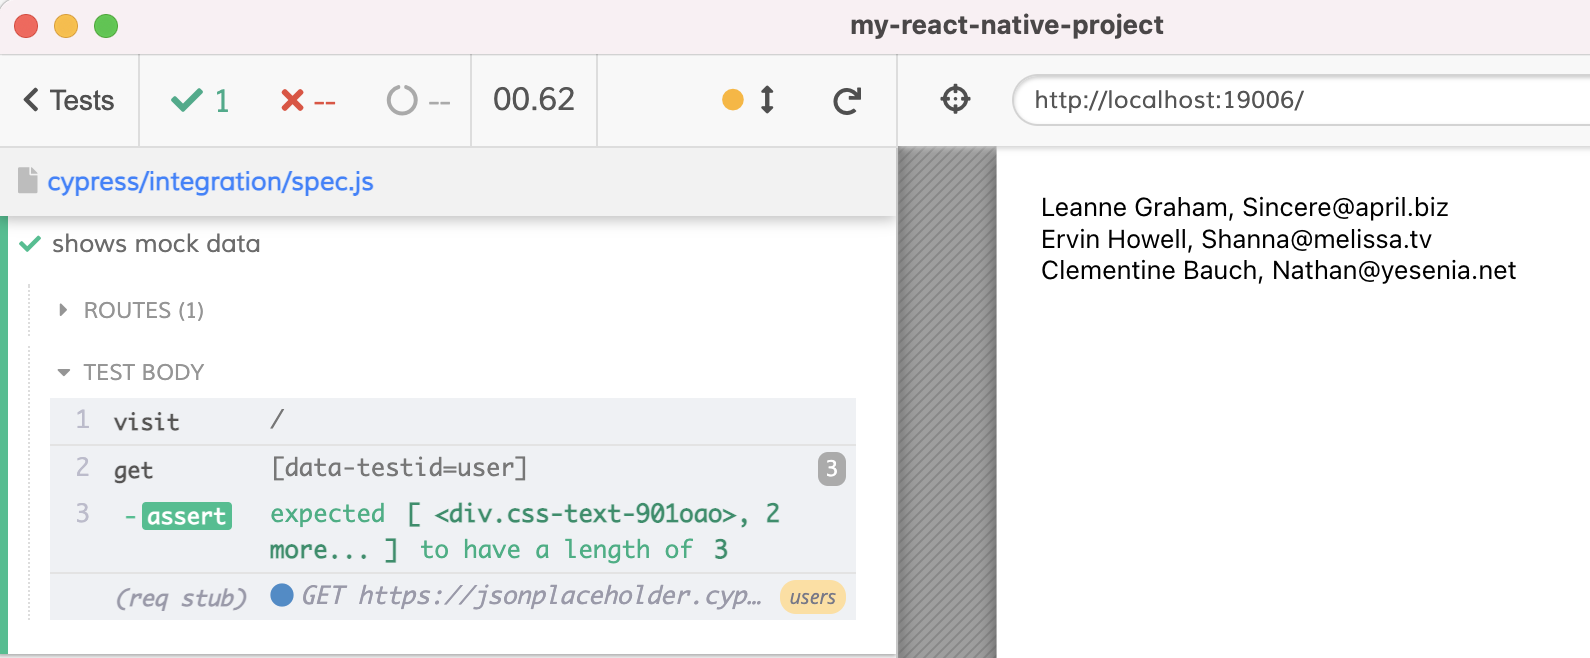 my-react-native-project
Tests 1 -- -- 00.62 http://localhost:19006/
cypress/integration/spec.js
shows mock data
ROUTES (1)
TEST BODY
1 visit /
2 get [data-testid=user] 3
3 -assert expected [ <div.css-text-901oao>, 2
more... ] to have a length of 3
(req stub) GET https://jsonplaceholder.cyp… users
Leanne Graham, Sincere@april.biz
Ervin Howell, Shanna@melissa.tv
Clementine Bauch, Nathan@yesenia.net